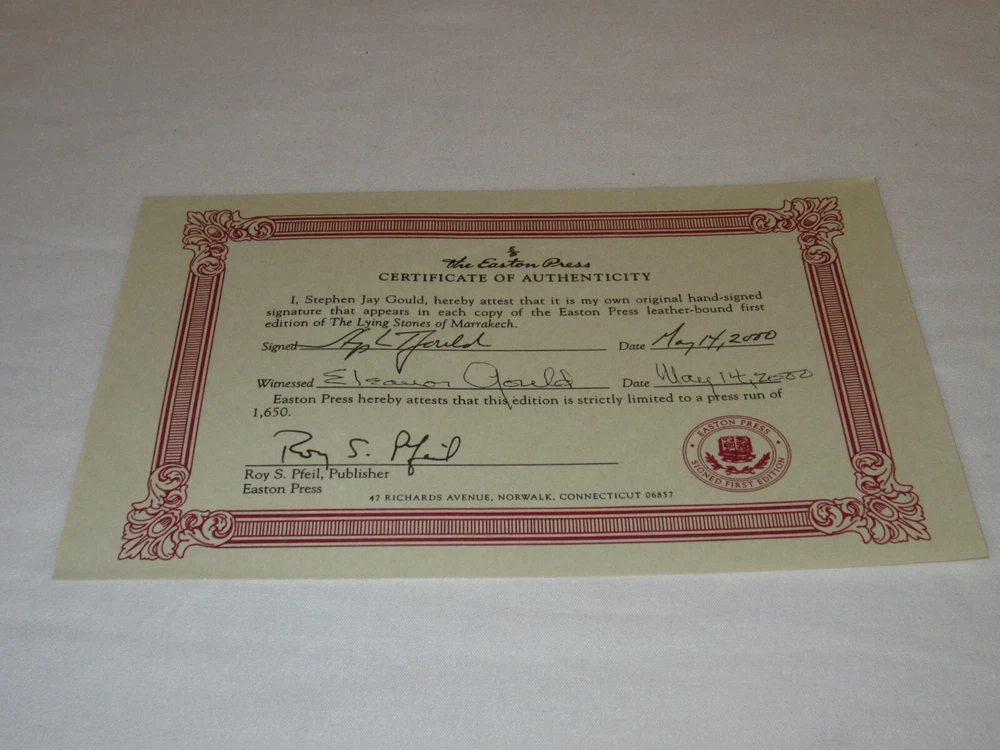 The Easton Press
CERTIFICATE OF AUTHENTICITY
I, Stephen Jay Gould, hereby attest that it is my own original hand-signed
signature that appears in each copy of the Easton Press leather-bound first
edition of The Lying Stones of Marrakech.
Signed Date May 14, 2000
Witnessed Eleanor Gould Date May 14, 2000
Easton Press hereby attests that this edition is strictly limited to a press run of
1,650.
Roy S. Pfeil
Roy S. Pfeil, Publisher
Easton Press
47 RICHARDS AVENUE, NORWALK, CONNECTICUT 06857
EASTON PRESS
SIGNED FIRST EDITION